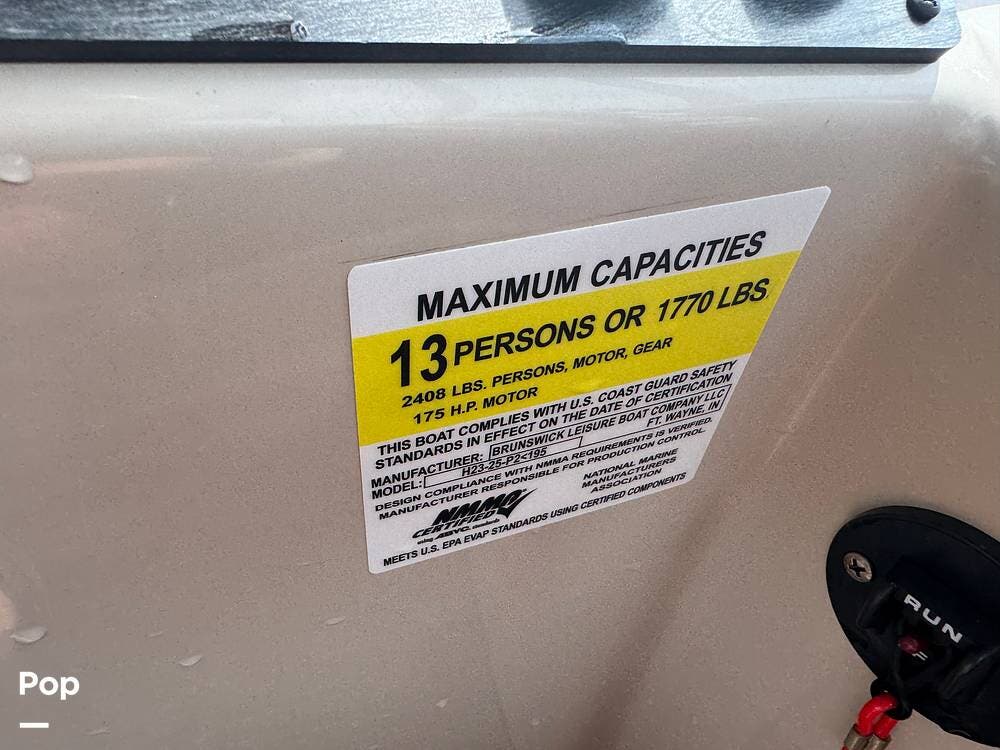 MAXIMUM CAPACITIES
13 PERSONS OR 1770 LBS
2408 LBS. PERSONS, MOTOR, GEAR
175 H.P. MOTOR
THIS BOAT COMPLIES WITH U.S. COAST GUARD SAFETY
STANDARDS IN EFFECT ON THE DATE OF CERTIFICATION
MANUFACTURER: BRUNSWICK LEISURE BOAT COMPANY LLC
FT. WAYNE, IN
MODEL: H23-25-P2<195
DESIGN COMPLIANCE WITH NMMA REQUIREMENTS IS VERIFIED.
MANUFACTURER RESPONSIBLE FOR PRODUCTION CONTROL.
NMMA
CERTIFIED
using ABYC standards
NATIONAL MARINE
MANUFACTURERS
ASSOCIATION
MEETS U.S. EPA EVAP STANDARDS USING CERTIFIED COMPONENTS
RUN
Pop